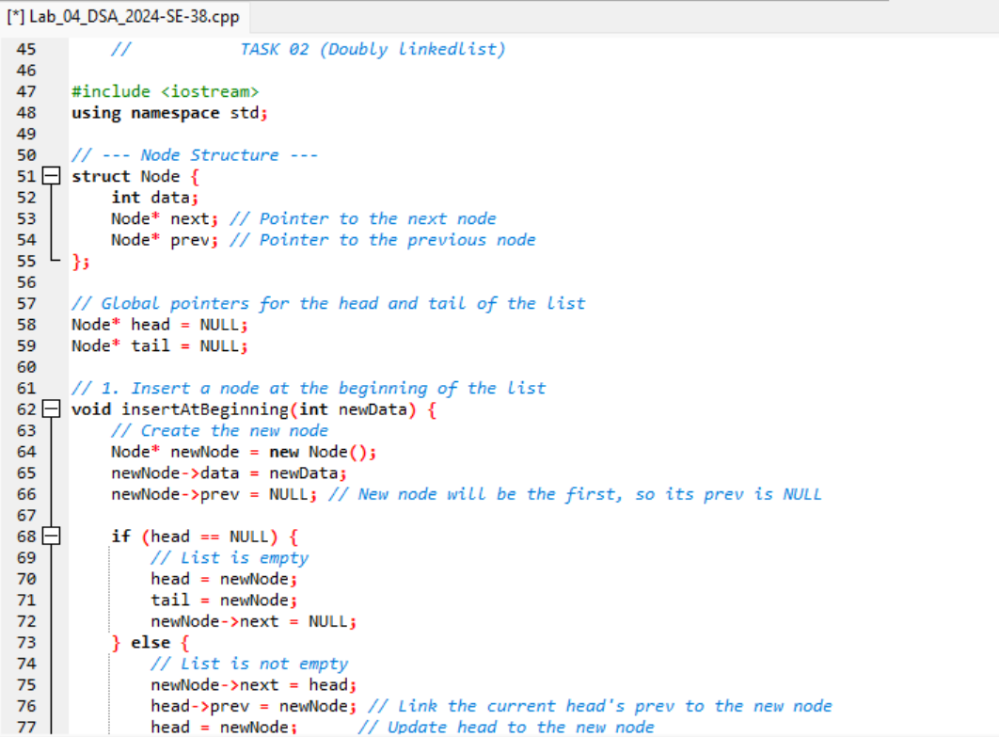 [*] Lab_04_DSA_2024-SE-38.cpp
45 // TASK 02 (Doubly linkedlist)
46
47 #include <iostream>
48 using namespace std;
49
50 // --- Node Structure ---
51 struct Node {
52 int data;
53 Node* next; // Pointer to the next node
54 Node* prev; // Pointer to the previous node
55 };
56
57 // Global pointers for the head and tail of the list
58 Node* head = NULL;
59 Node* tail = NULL;
60
61 // 1. Insert a node at the beginning of the list
62 void insertAtBeginning(int newData) {
63 // Create the new node
64 Node* newNode = new Node();
65 newNode->data = newData;
66 newNode->prev = NULL; // New node will be the first, so its prev is NULL
67
68 if (head == NULL) {
69 // List is empty
70 head = newNode;
71 tail = newNode;
72 newNode->next = NULL;
73 } else {
74 // List is not empty
75 newNode->next = head;
76 head->prev = newNode; // Link the current head's prev to the new node
77 head = newNode; // Update head to the new node